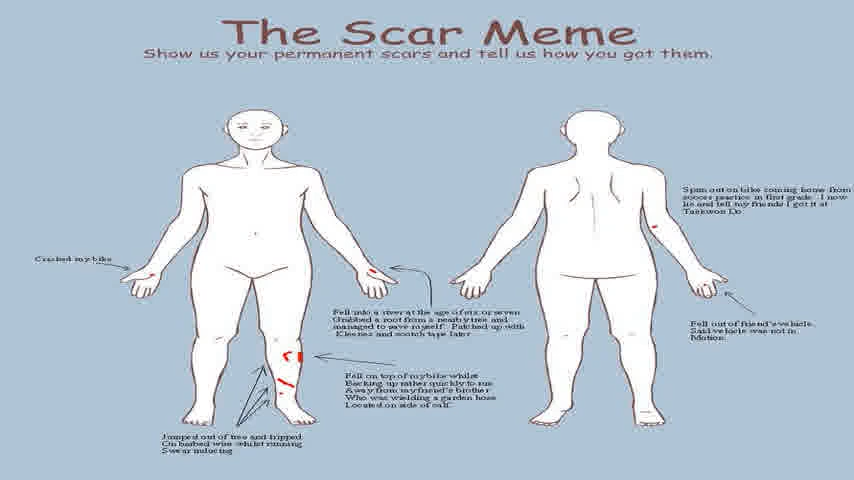 The Scar Meme
Show us your permanent scars and tell us how you got them.
Spun out on bike coming home from
soccer practice in first grade. I now
lie and tell my friends I got it at
Taekwon Do.
Crashed my bike
Fell into a river at the age of six or seven
Grabbed a root from a nearby tree and
managed to save myself. Patched up with
Kleenex and scotch tape later
Fell out of friend's vehicle.
Said vehicle was not in
Motion.
Fell on top of my bike whilst
Backing up rather quickly to run
Away from my friend's brother
Who was wielding a garden hose
Located on side of calf.
Jumped out of tree and tripped
On barbed wire whilst running
Swear inducing